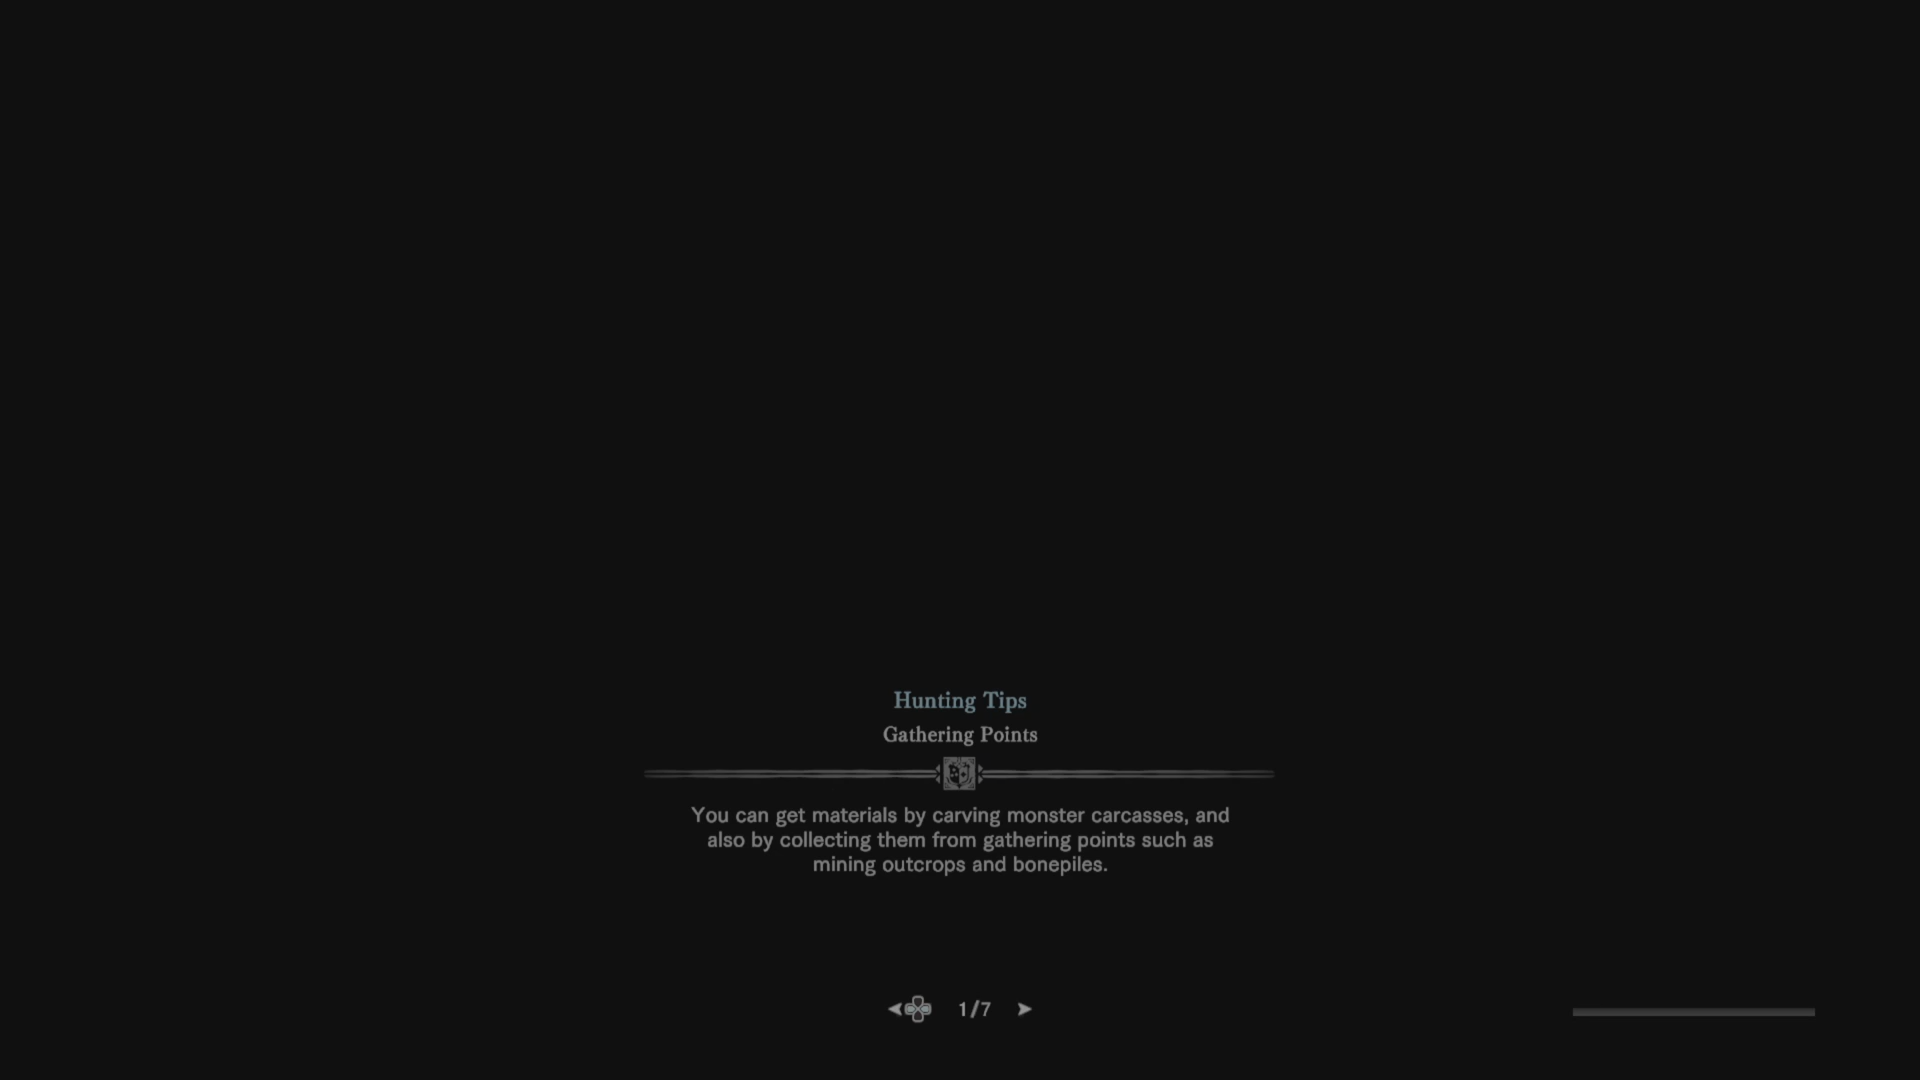 Hunting Tips
Gathering Points
You can get materials by carving monster carcasses, and
also by collecting them from gathering points such as
mining outcrops and bonepiles.
1/7